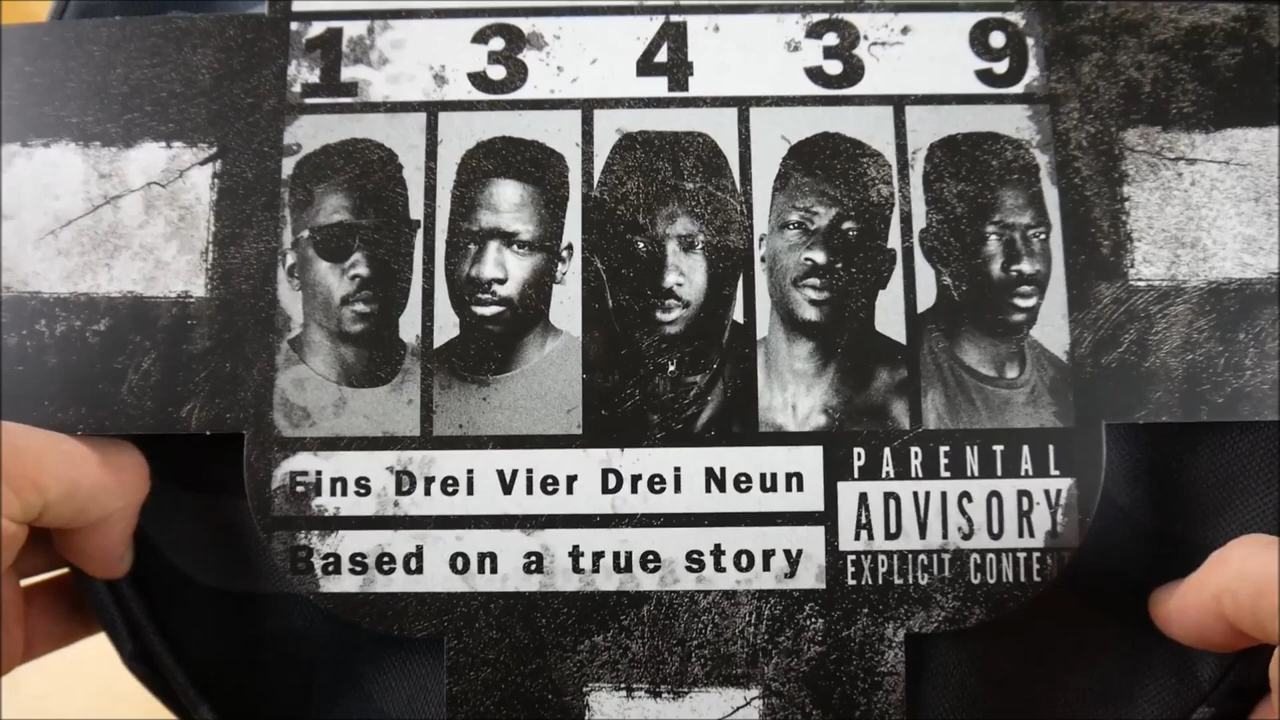 1 3 4 3 9
Eins Drei Vier Drei Neun
Based on a true story
PARENTAL
ADVISORY
EXPLICIT CONTENT